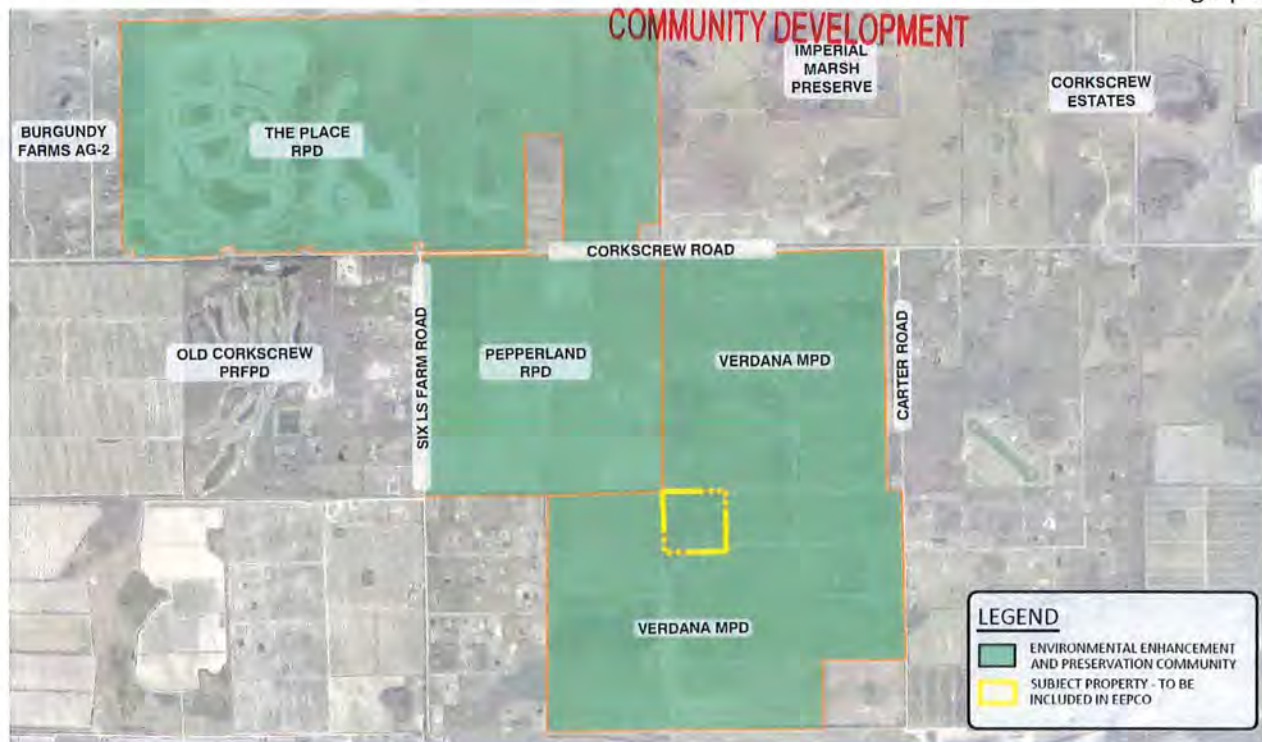 COMMUNITY DEVELOPMENT
IMPERIAL
MARSH
PRESERVE
CORKSCREW
ESTATES
BURGUNDY
FARMS AG-2
THE PLACE
RPD
CORKSCREW ROAD
OLD CORKSCREW
PRFPD
SIX LS FARM ROAD
PEPPERLAND
RPD
VERDANA MPD
CARTER ROAD
VERDANA MPD
LEGEND
ENVIRONMENTAL ENHANCEMENT
AND PRESERVATION COMMUNITY
SUBJECT PROPERTY - TO BE
INCLUDED IN EEPCO